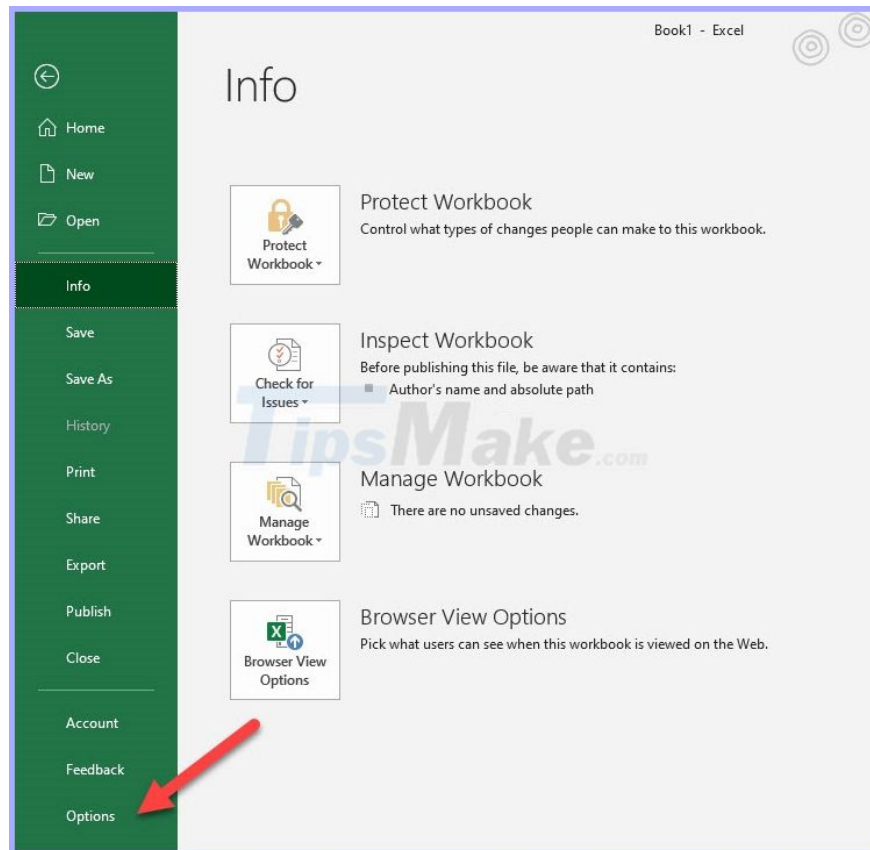 Book1 - Excel
Info
Home
New
Open
Info
Save
Save As
History
Print
Share
Export
Publish
Close
Account
Feedback
Options
Protect
Workbook
Protect Workbook
Control what types of changes people can make to this workbook.
Check for
Issues
Inspect Workbook
Before publishing this file, be aware that it contains:
Author's name and absolute path
TipsMake.com
Manage
Workbook
Manage Workbook
There are no unsaved changes.
Browser View
Options
Browser View Options
Pick what users can see when this workbook is viewed on the Web.